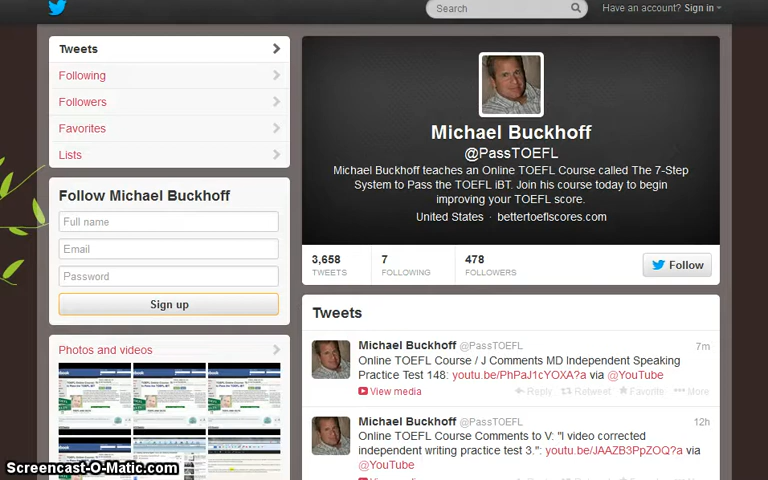 Search
Have an account? Sign in
Tweets
Following
Followers
Favorites
Lists
Follow Michael Buckhoff
Full name
Email
Password
Sign up
Photos and videos
Michael Buckhoff
@PassTOEFL
Michael Buckhoff teaches an Online TOEFL Course called The 7-Step
System to Pass the TOEFL iBT. Join his course today to begin
improving your TOEFL score.
United States · bettertoeflscores.com
3,658
TWEETS
7
FOLLOWING
478
FOLLOWERS
Follow
Tweets
Michael Buckhoff @PassTOEFL 7m
Online TOEFL Course / J Comments MD Independent Speaking
Practice Test 148: youtu.be/PhPaJ1cYOXA?a via @YouTube
View media Reply Retweet Favorite More
Michael Buckhoff @PassTOEFL 12h
Online TOEFL Course Comments to V: "I video corrected
independent writing practice test 3.": youtu.be/JAAZB3PpZOQ?a via
@YouTube
Screencast-O-Matic.com